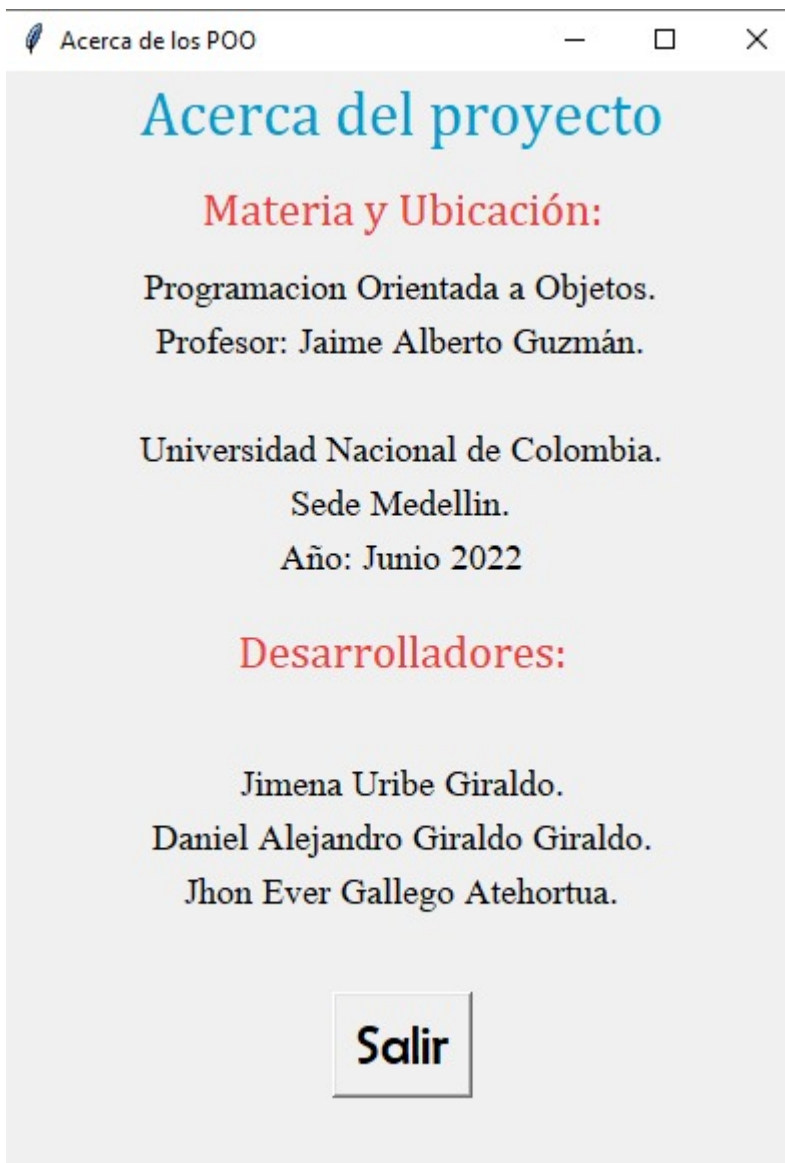 Acerca de los POO
Acerca del proyecto
Materia y Ubicación:
Programacion Orientada a Objetos.
Profesor: Jaime Alberto Guzmán.
Universidad Nacional de Colombia.
Sede Medellin.
Año: Junio 2022
Desarrolladores:
Jimena Uribe Giraldo.
Daniel Alejandro Giraldo Giraldo.
Jhon Ever Gallego Atehortua.
Salir